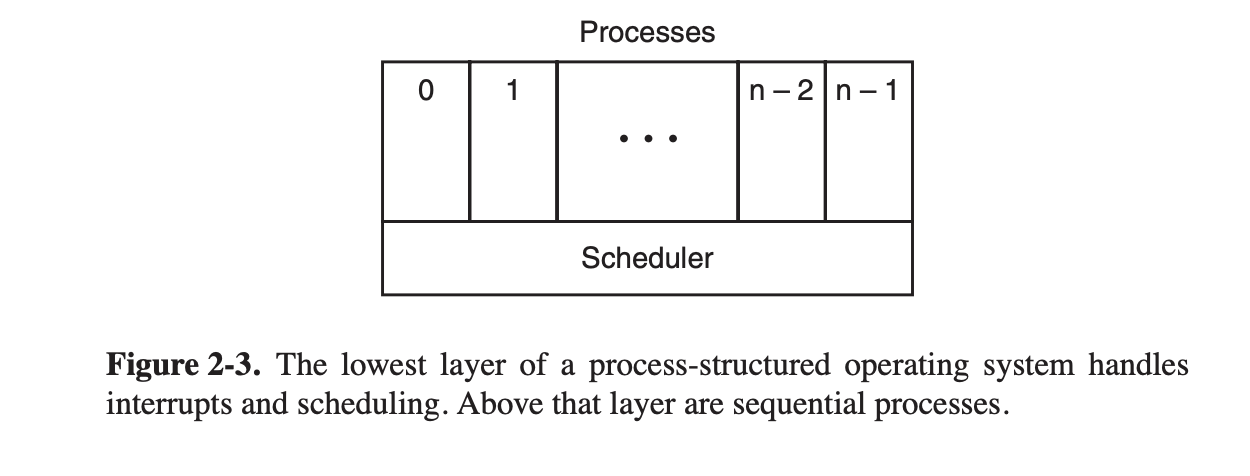 Processes
0 1 n – 2 n – 1
• • •
Scheduler
Figure 2-3. The lowest layer of a process-structured operating system handles
interrupts and scheduling. Above that layer are sequential processes.